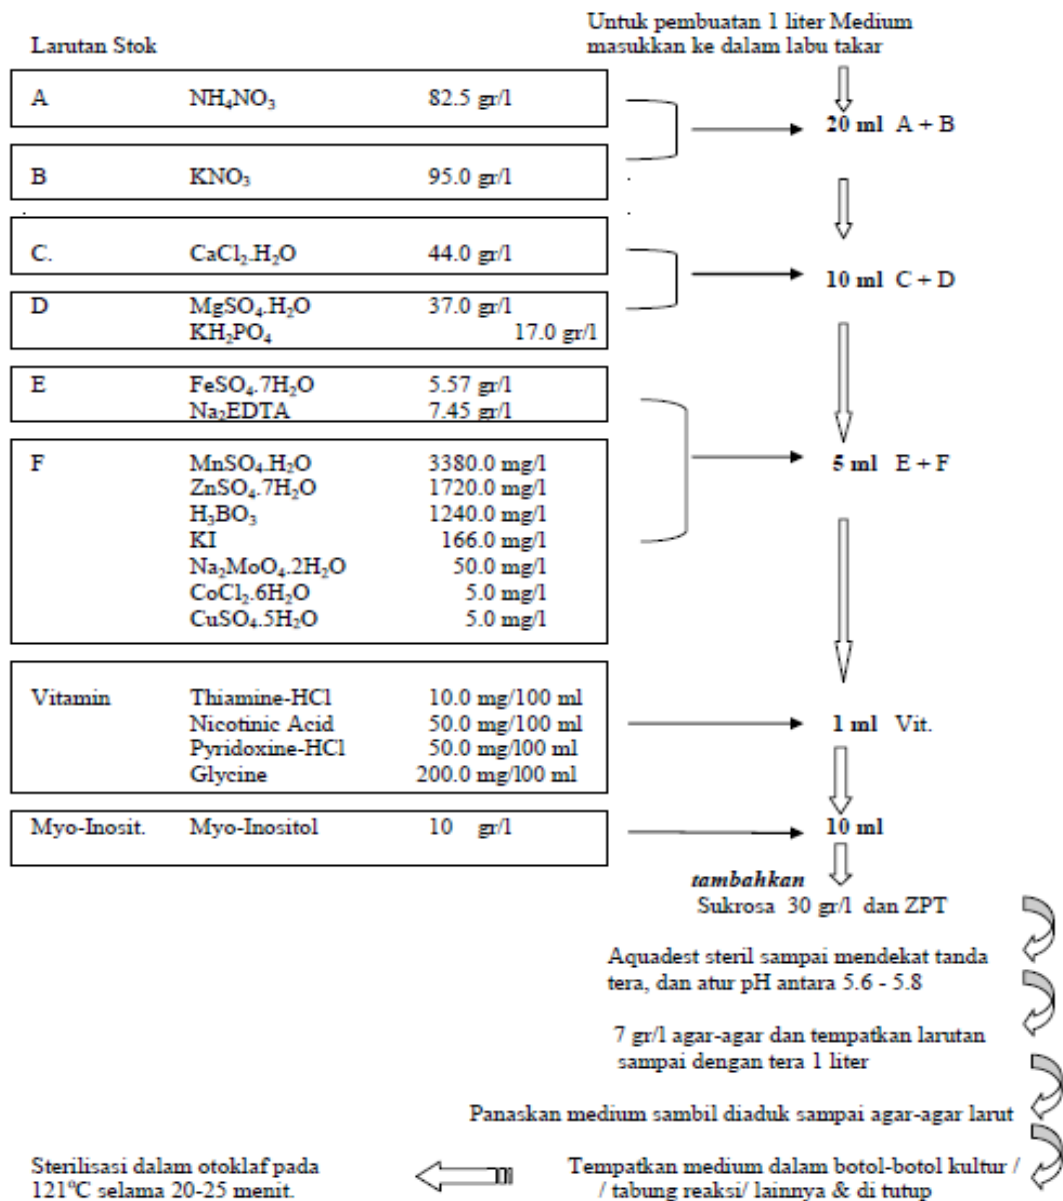 Untuk pembuatan 1 liter Medium
Larutan Stok masukkan ke dalam labu takar
A NH₄NO₃ 82.5 gr/l
20 ml A + B
B KNO₃ 95.0 gr/l
C. CaCl₂.H₂O 44.0 gr/l
10 ml C + D
D MgSO₄.H₂O 37.0 gr/l
KH₂PO₄ 17.0 gr/l
E FeSO₄.7H₂O 5.57 gr/l
Na₂EDTA 7.45 gr/l
F MnSO₄.H₂O 3380.0 mg/l
5 ml E + F
ZnSO₄.7H₂O 1720.0 mg/l
H₃BO₃ 1240.0 mg/l
KI 166.0 mg/l
Na₂MoO₄.2H₂O 50.0 mg/l
CoCl₂.6H₂O 5.0 mg/l
CuSO₄.5H₂O 5.0 mg/l
Vitamin Thiamine-HCl 10.0 mg/100 ml
Nicotinic Acid 50.0 mg/100 ml
1 ml Vit.
Pyridoxine-HCl 50.0 mg/l00 ml
Glycine 200.0 mg/l00 ml
Myo-Inosit. Myo-Inositol 10 gr/l
10 ml
tambahkan
Sukrosa 30 gr/l dan ZPT
Aquadest steril sampai mendekat tanda
tera, dan atur pH antara 5.6 - 5.8
7 gr/l agar-agar dan tempatkan larutan
sampai dengan tera 1 liter
Panaskan medium sambil diaduk sampai agar-agar larut
Tempatkan medium dalam botol-botol kultur /
/ tabung reaksi/ lainnya & di tutup
Sterilisasi dalam otoklaf pada
121°C selama 20-25 menit.